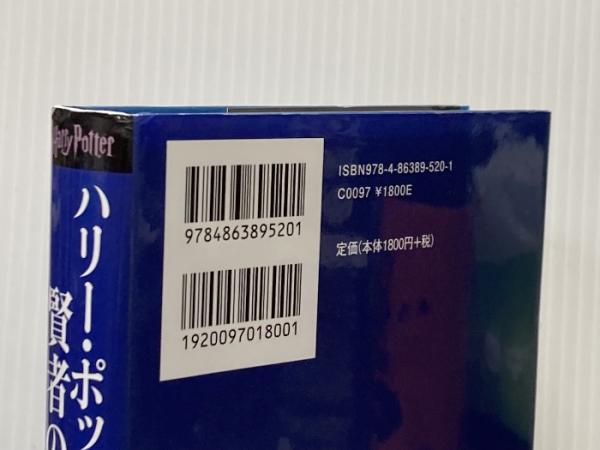 Harry Potter
ハリー・ポッ
賢者の
9784863895201
1920097018001
ISBN978-4-86389-520-1
C0097 ¥1800E
定価(本体1800円+税)